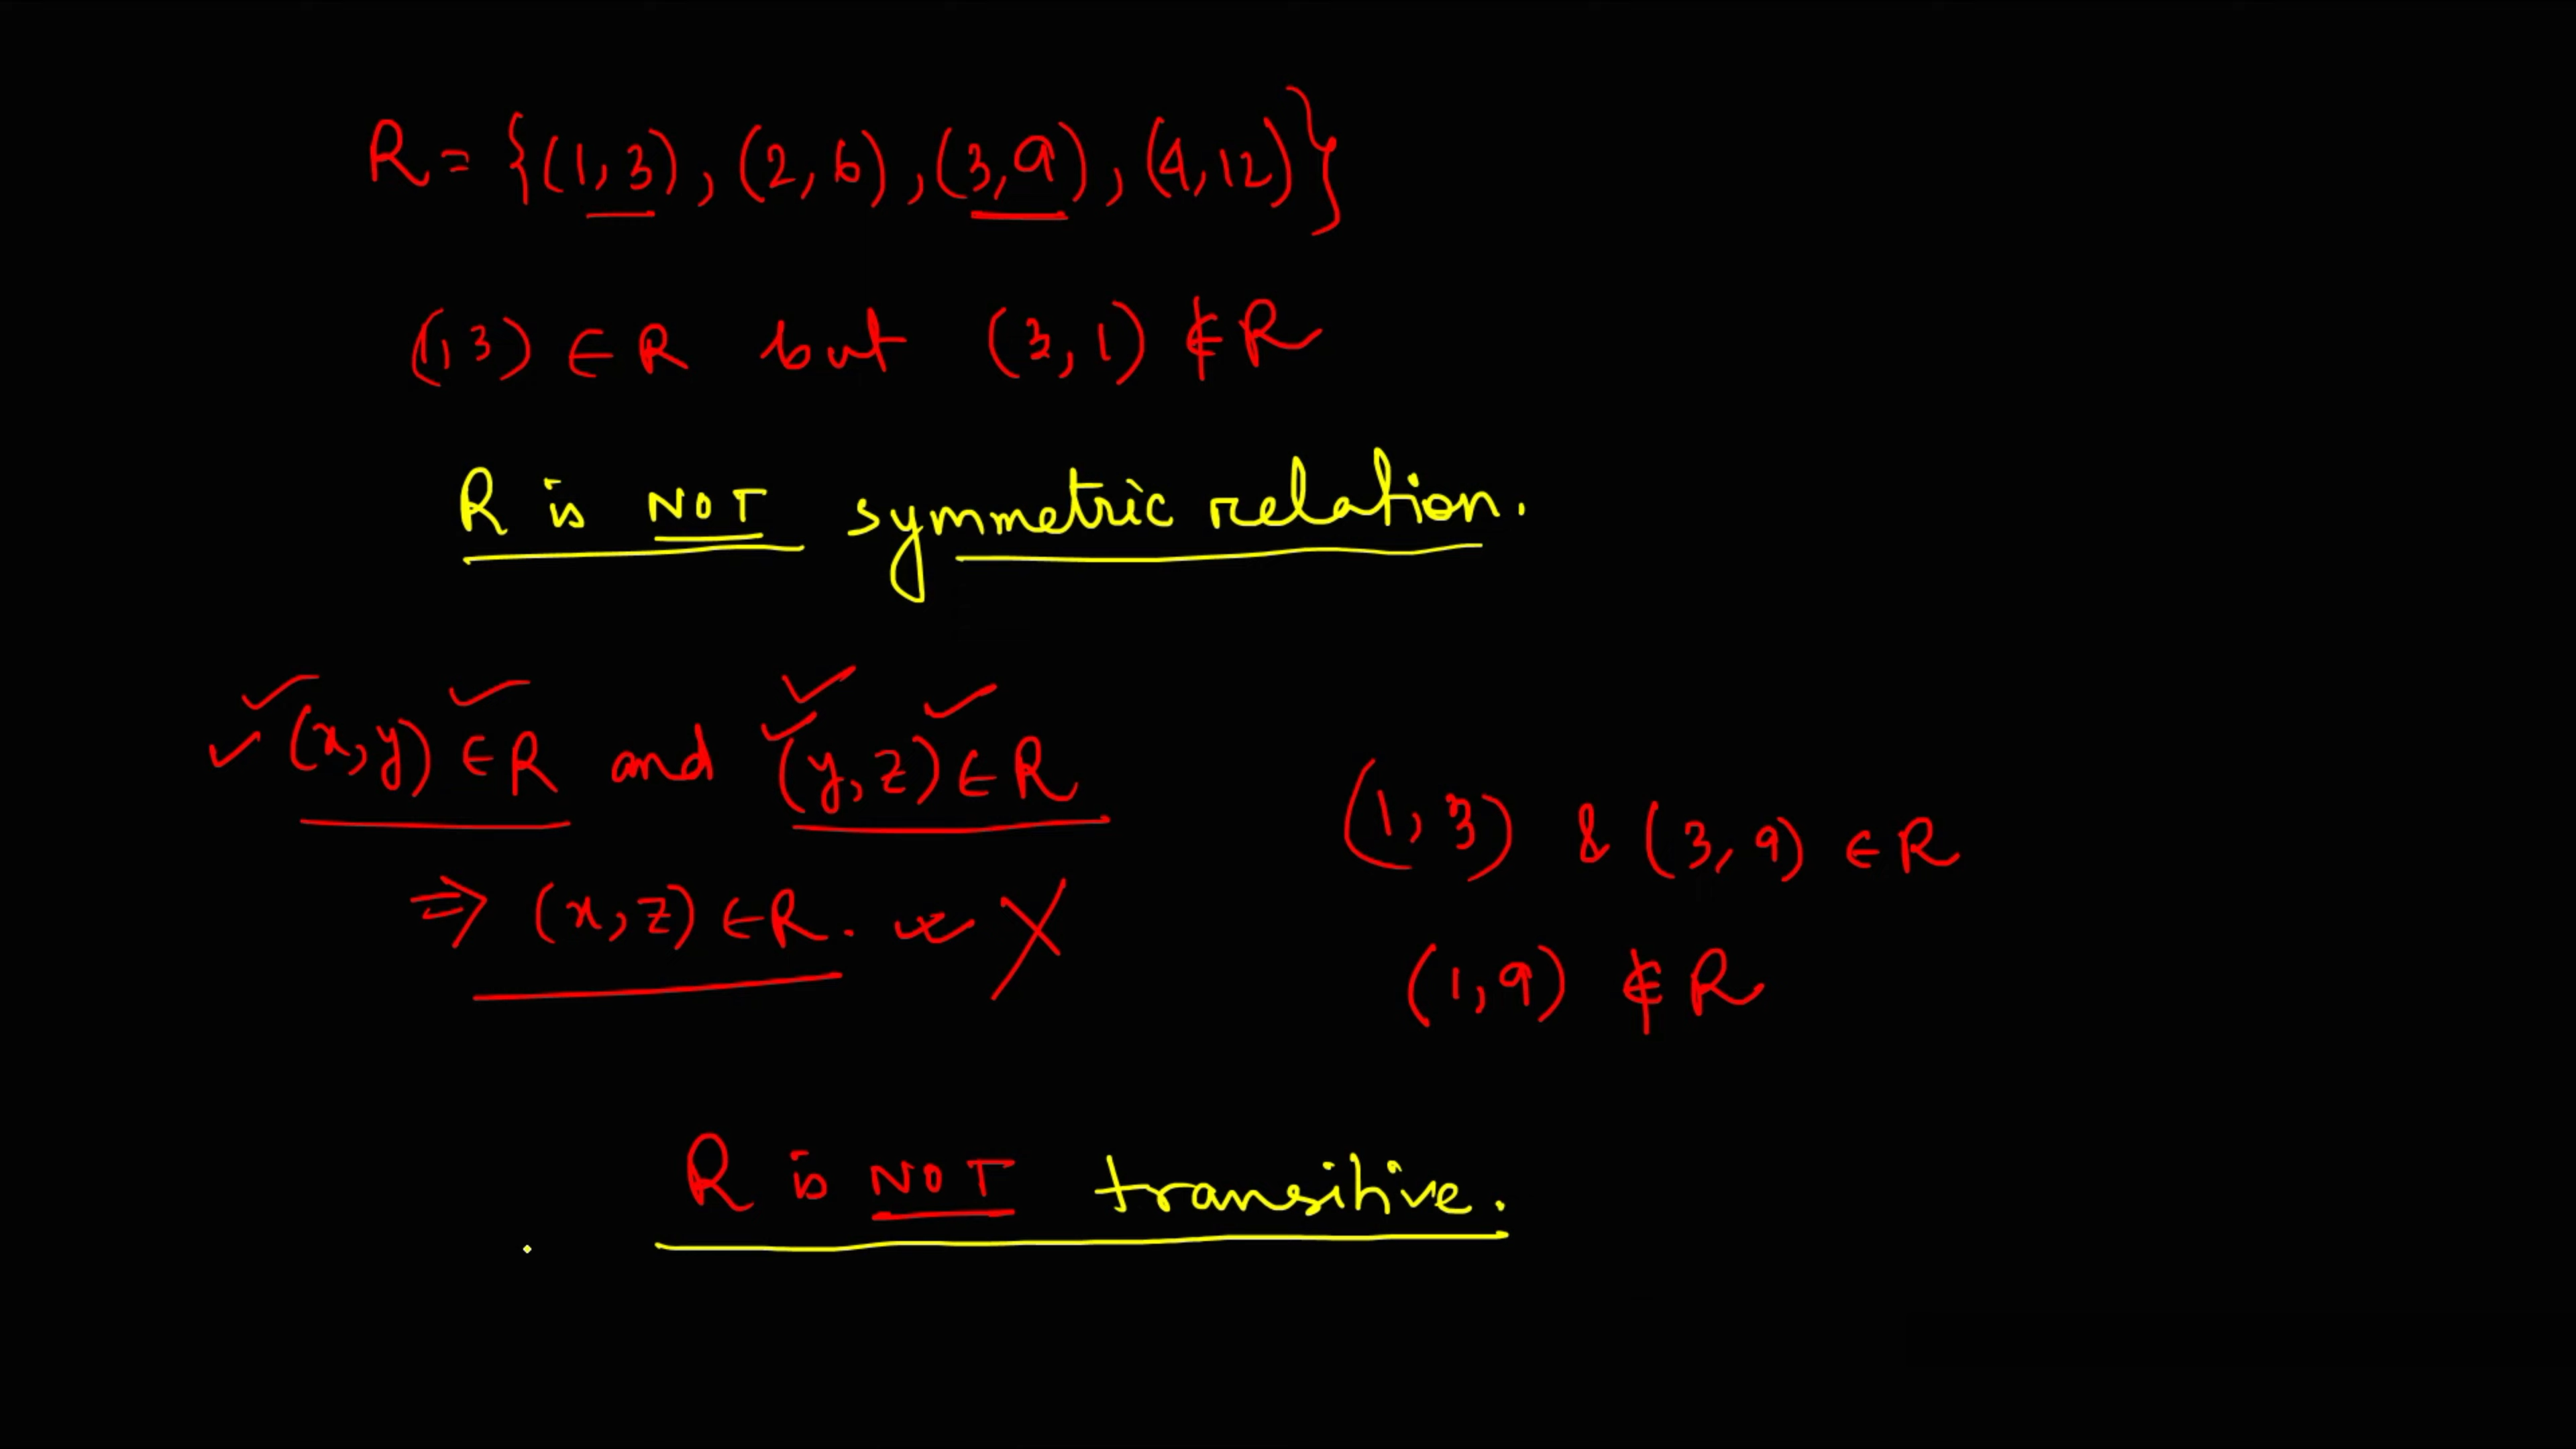 R = {(1,3), (2,6), (3,9), (4,12)}
(1,3) ∈ R but (3,1) ∉ R
R is NOT symmetric relation.
(x,y) ∈ R and (y,z) ∈ R
⇒ (x,z) ∈ R.
(1,3) & (3,9) ∈ R
(1,9) ∉ R
R is NOT transitive.